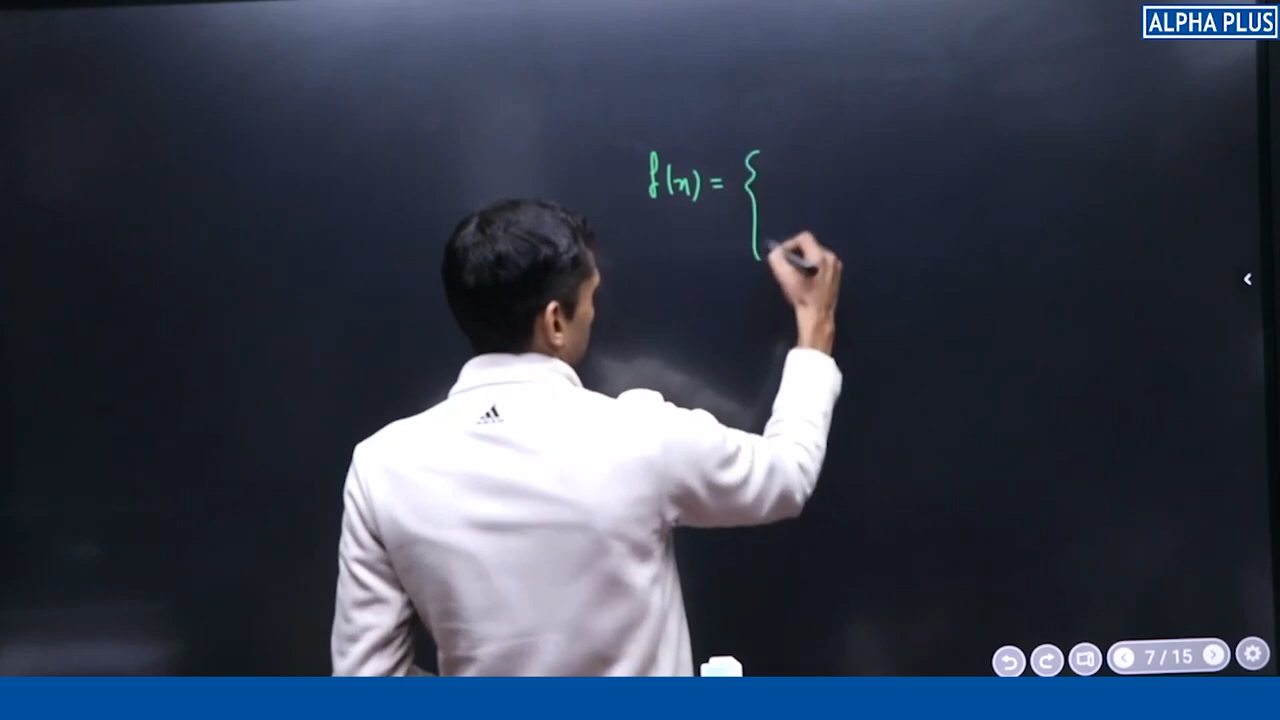 ALPHA PLUS
f(x) = {
7/15